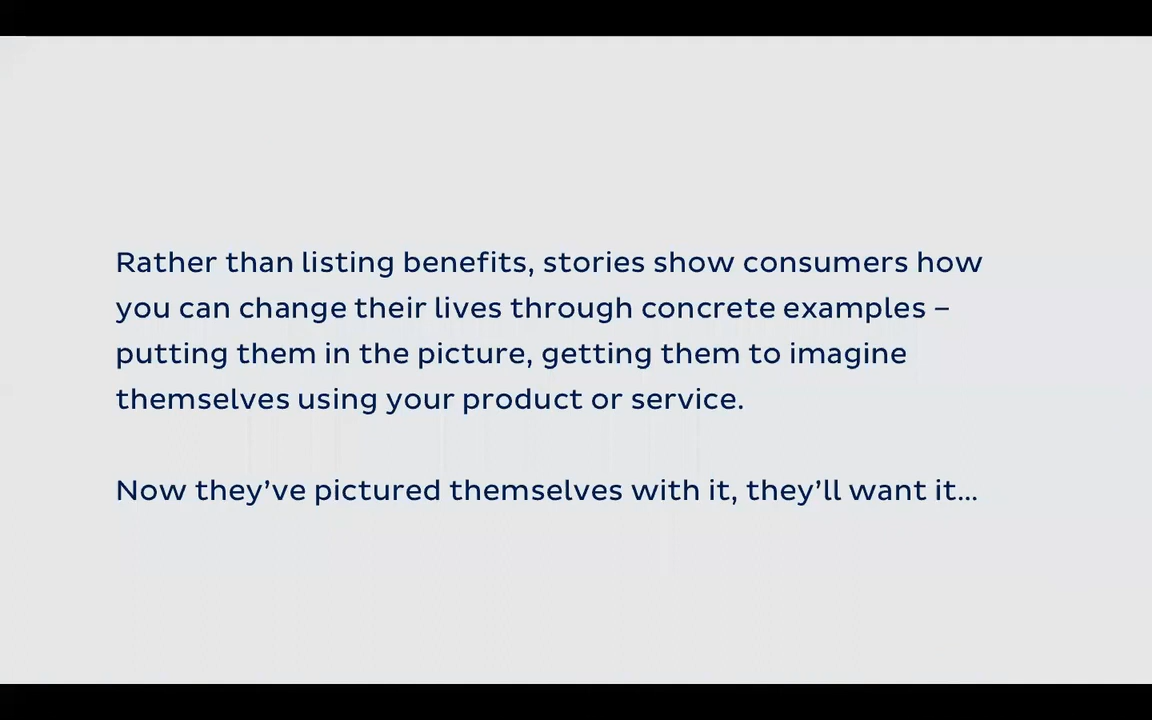 Rather than listing benefits, stories show consumers how
you can change their lives through concrete examples –
putting them in the picture, getting them to imagine
themselves using your product or service.
Now they’ve pictured themselves with it, they’ll want it...